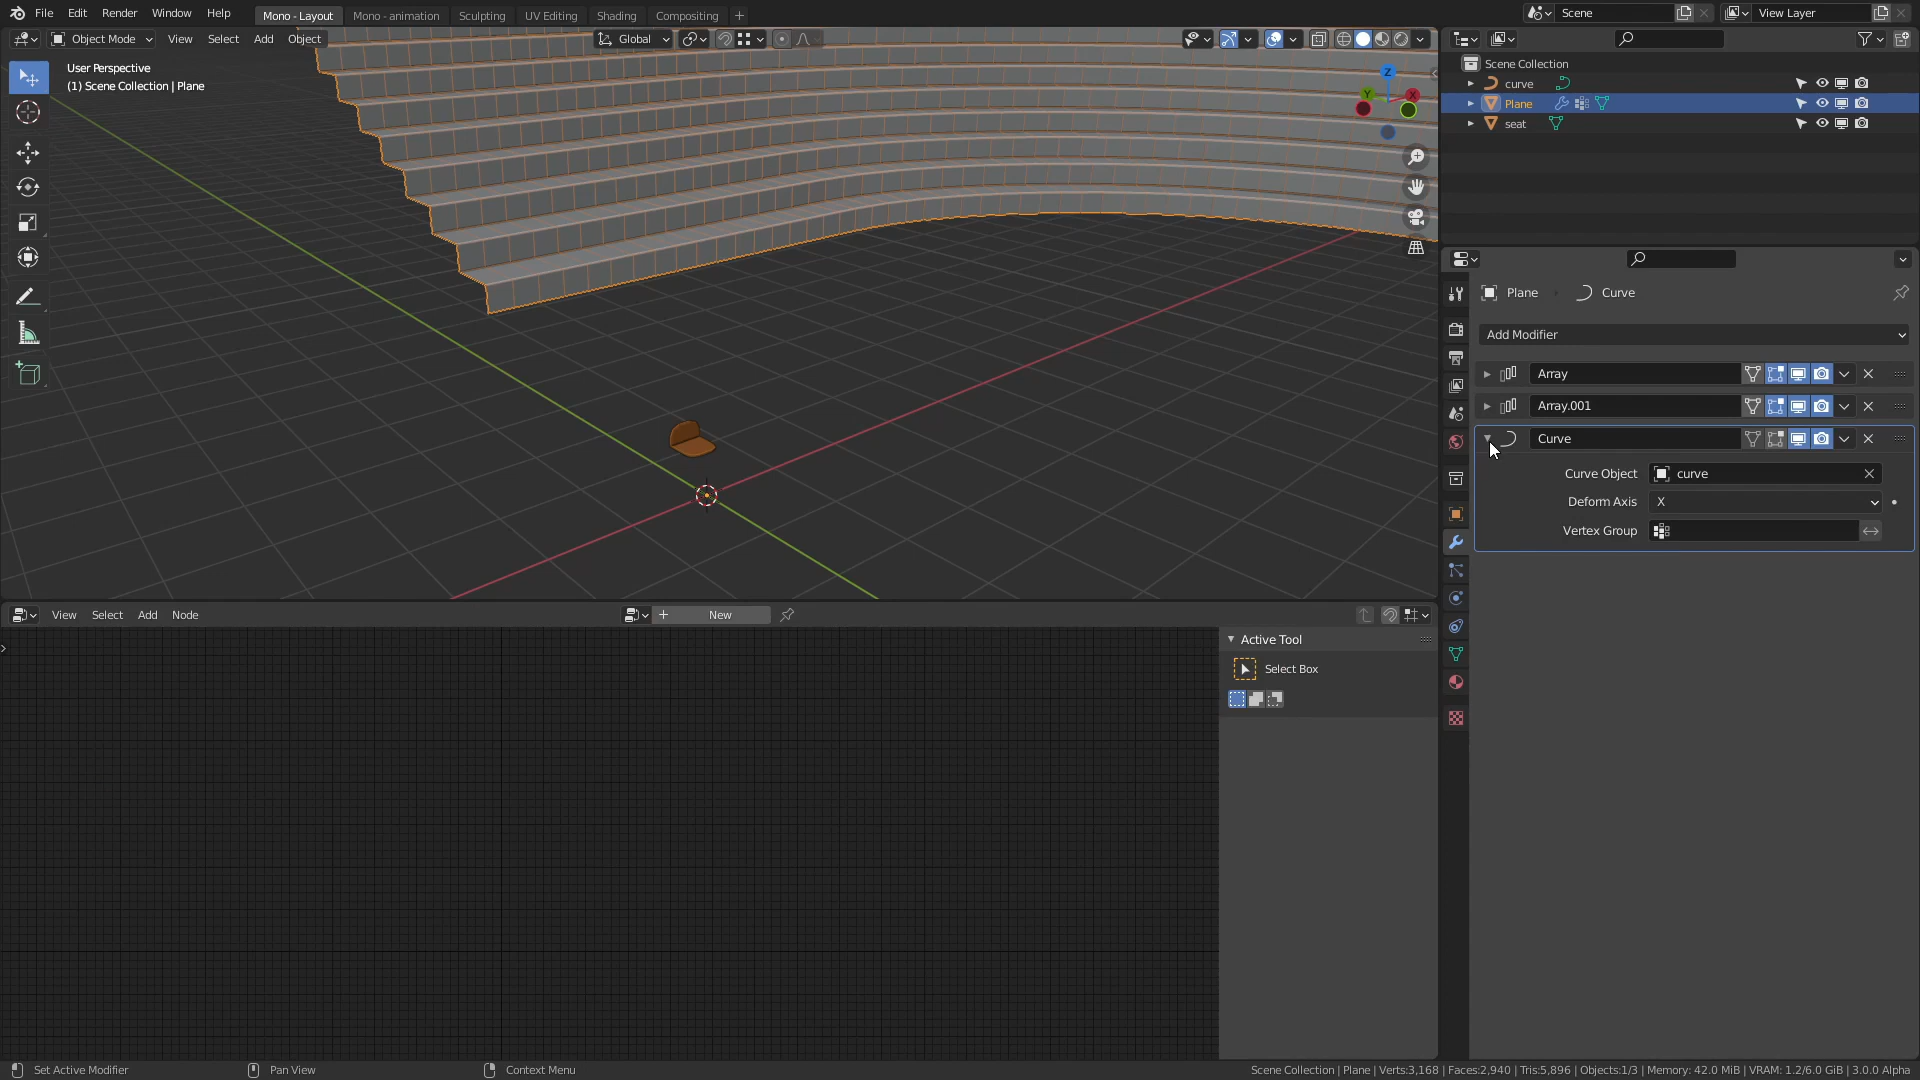 File Edit Render Window Help Mono - Layout Mono - animation Sculpting UV Editing Shading Compositing + Scene View Layer
Object Mode View Select Add Object Global
User Perspective
(1) Scene Collection | Plane
Z
Y
X
Scene Collection
curve
Plane
seat
Plane Curve
Add Modifier
Array
Array.001
Curve
Curve Object curve
Deform Axis X
Vertex Group
View Select Add Node + New
Active Tool
Select Box
Set Active Modifier Pan View Context Menu Scene Collection | Plane | Verts:3,168 | Faces:2,940 | Tris:5,896 | Objects:1/3 | Memory: 42.0 MiB | VRAM: 1.2/6.0 GiB | 3.0.0 Alpha